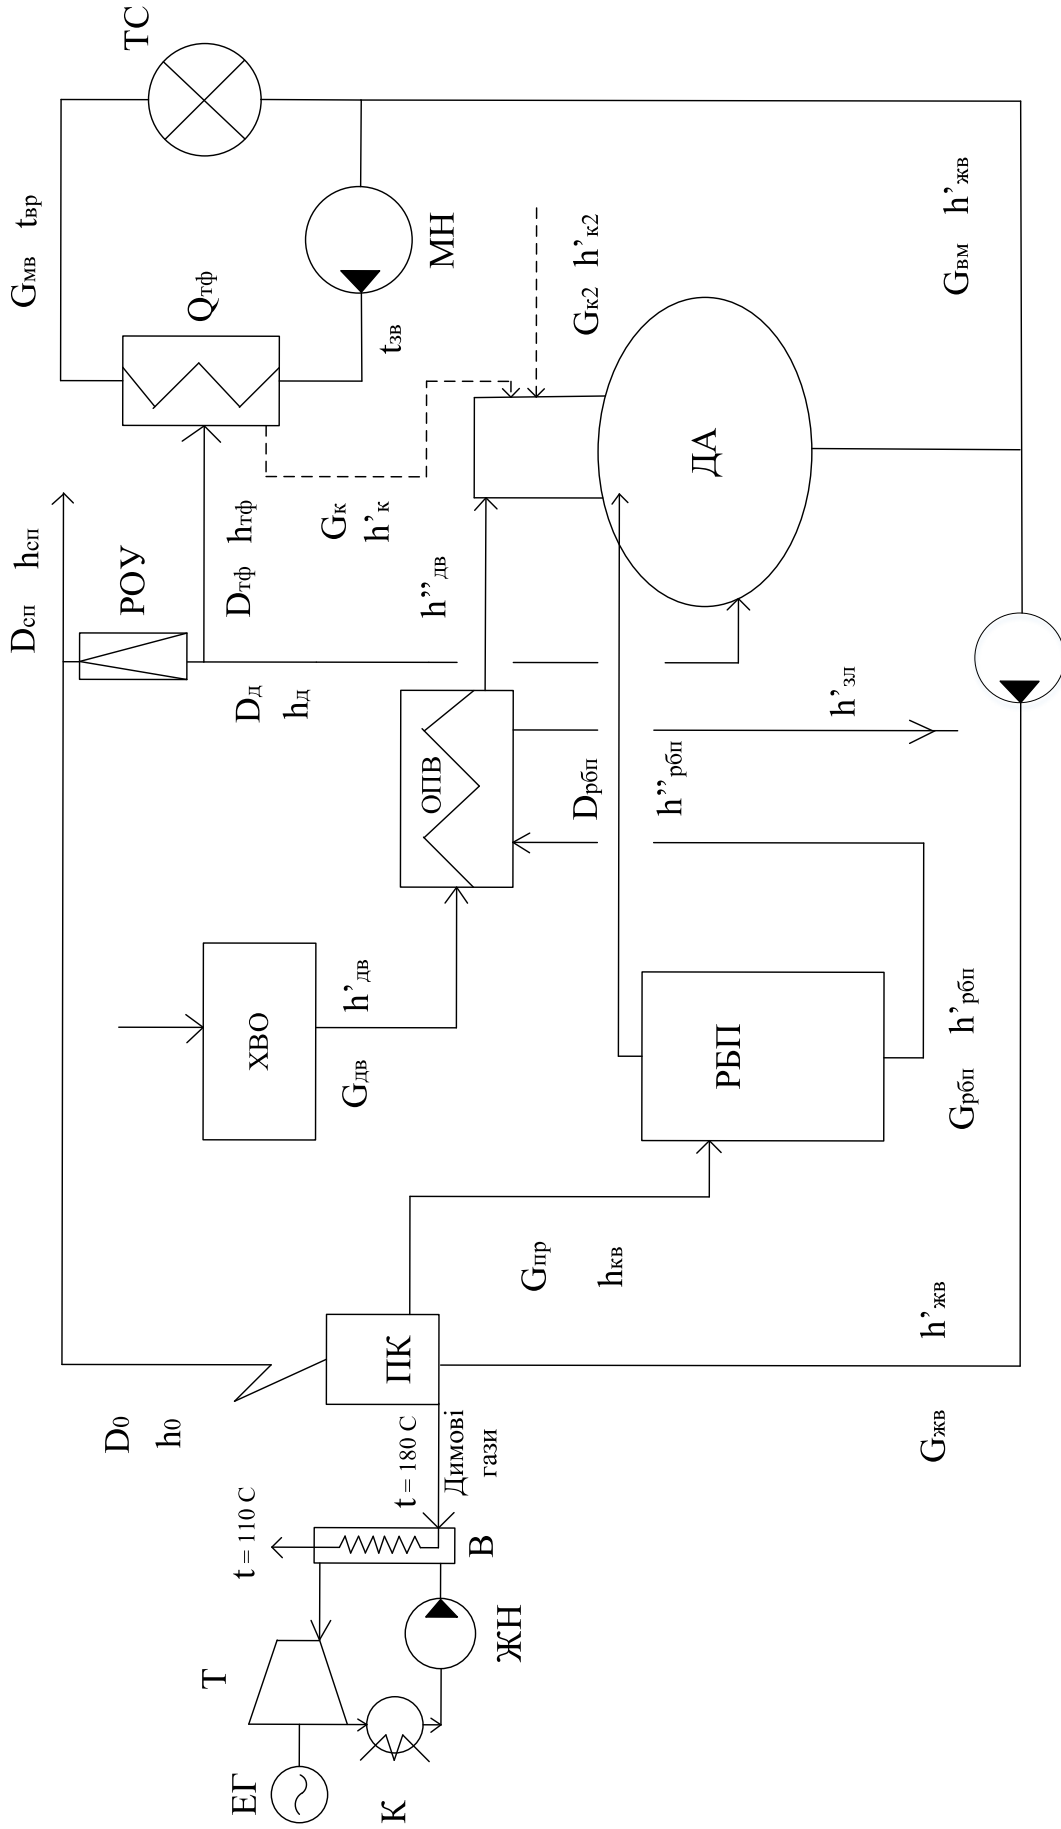 Dсп hсп
Gмв tвр
D0
РОУ
ТС
h0
Т
Qтф
ЕГ
t = 110 С
Dд
Dтф hтф
ХВО
hд
Gдв h’дв
Gк
h’к
tзв
К
ПК
t = 180 С
ОПВ
h’’дв
МН
Димові
гази
В
ЖН
Gпр
Dрбп
Gк2 h’к2
hкв
h’’рбп
ДА
РБП
h’зл
Gжв h’жв
Gрбп h’рбп
Gвм h’жв